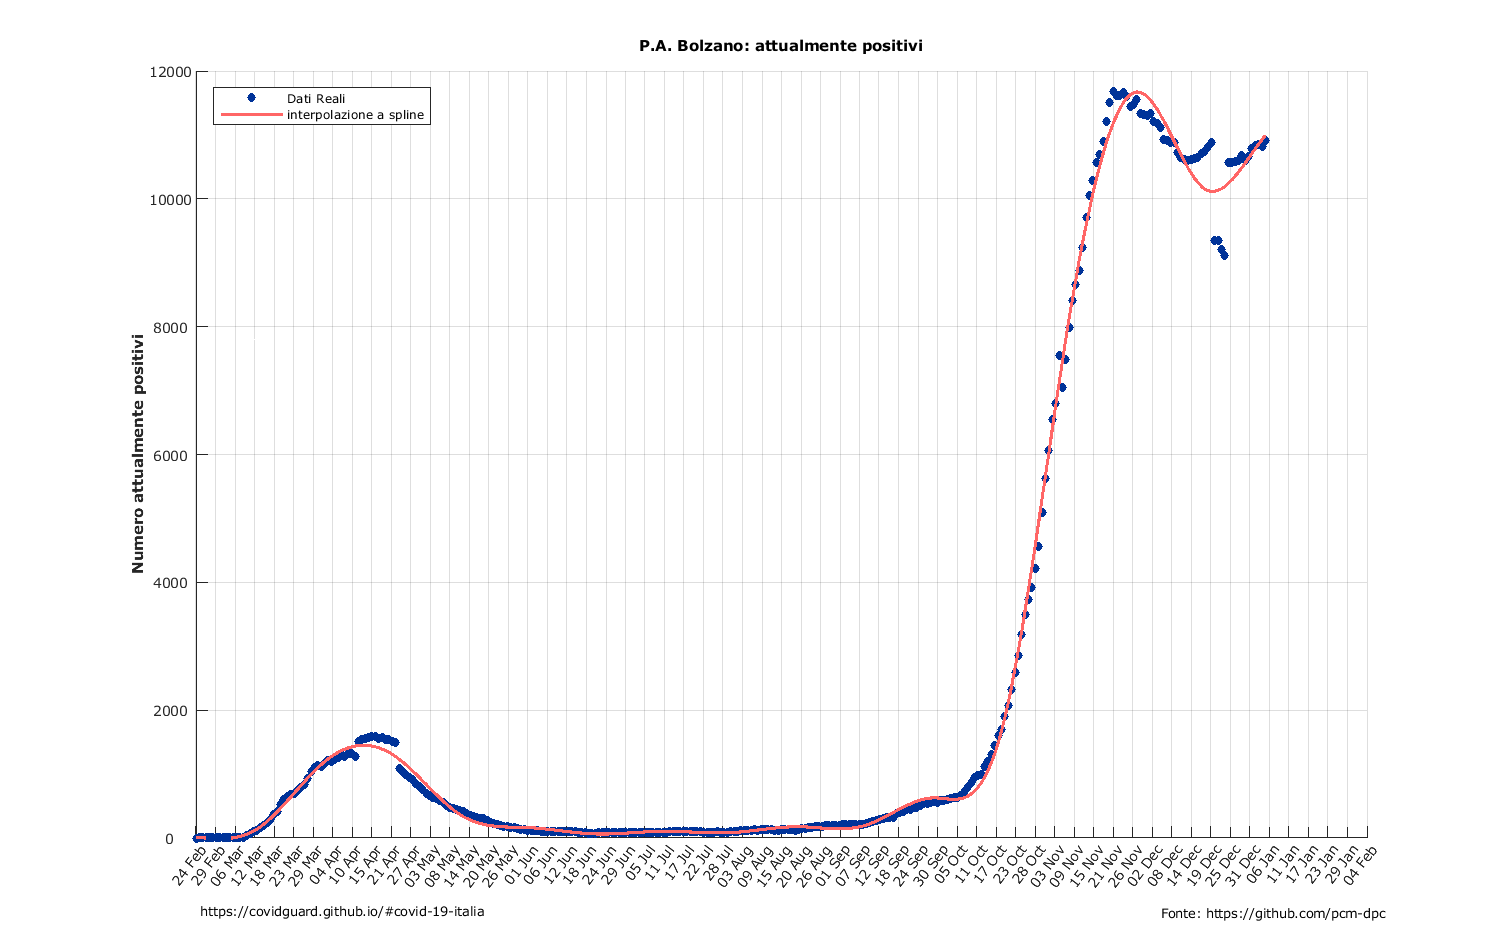 P.A. Bolzano: attualmente positivi
Dati Reali
interpolazione a spline
Numero attualmente positivi
12000
10000
8000
6000
4000
2000
0
24 Feb
29 Feb
06 Mar
12 Mar
18 Mar
23 Mar
29 Mar
04 Apr
10 Apr
15 Apr
21 Apr
27 Apr
03 May
08 May
14 May
20 May
26 May
01 Jun
06 Jun
12 Jun
18 Jun
24 Jun
29 Jun
05 Jul
11 Jul
17 Jul
22 Jul
28 Jul
03 Aug
09 Aug
15 Aug
20 Aug
26 Aug
01 Sep
07 Sep
12 Sep
18 Sep
24 Sep
30 Sep
05 Oct
11 Oct
17 Oct
23 Oct
28 Oct
03 Nov
09 Nov
15 Nov
21 Nov
26 Nov
02 Dec
08 Dec
14 Dec
19 Dec
25 Dec
31 Dec
06 Jan
11 Jan
17 Jan
23 Jan
29 Jan
04 Feb
https://covidguard.github.io/#covid-19-italia
Fonte: https://github.com/pcm-dpc